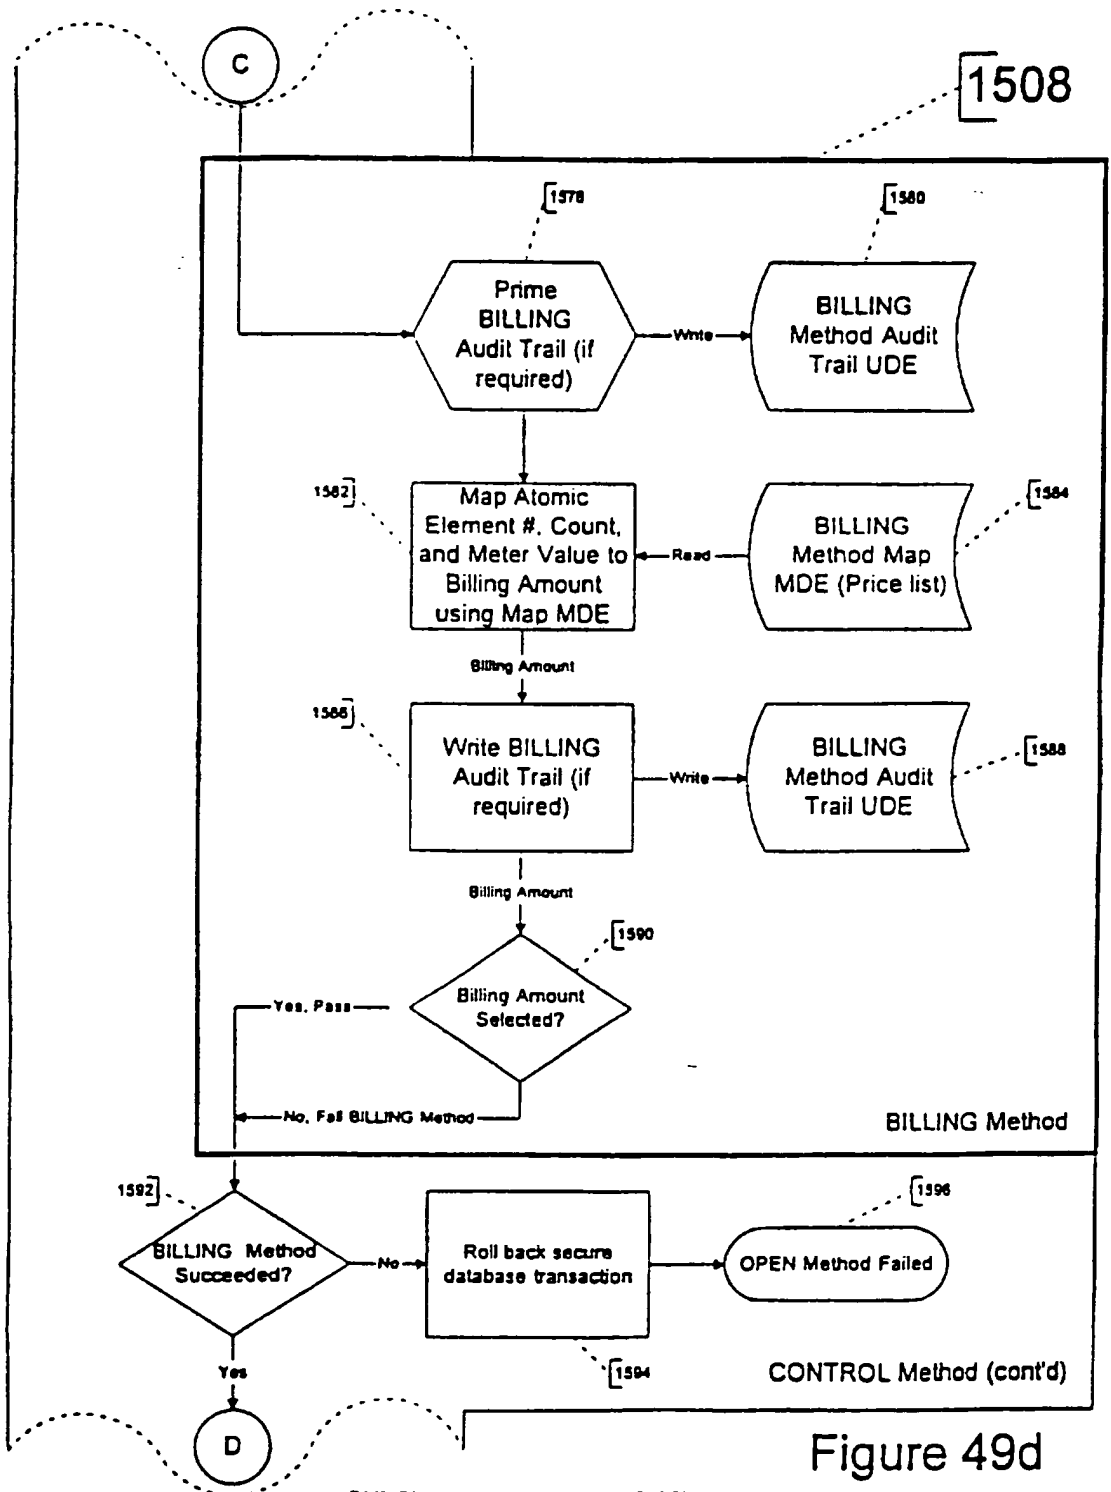 C
1508
1578
1580
Prime
BILLING
Audit Trail (if
required)
Write
BILLING
Method Audit
Trail UDE
1582
Map Atomic
Element #, Count,
and Meter Value to
Billing Amount
using Map MDE
Read
BILLING
Method Map
MDE (Price list)
1584
Billing Amount
1586
Write BILLING
Audit Trail (if
required)
Write
BILLING
Method Audit
Trail UDE
1588
Billing Amount
1590
Billing Amount
Selected?
Yes, Pass
No, Fail BILLING Method
BILLING Method
1592
BILLING Method
Succeeded?
No
Roll back secure
database transaction
1596
OPEN Method Failed
1594
Yes
CONTROL Method (cont'd)
D
Figure 49d